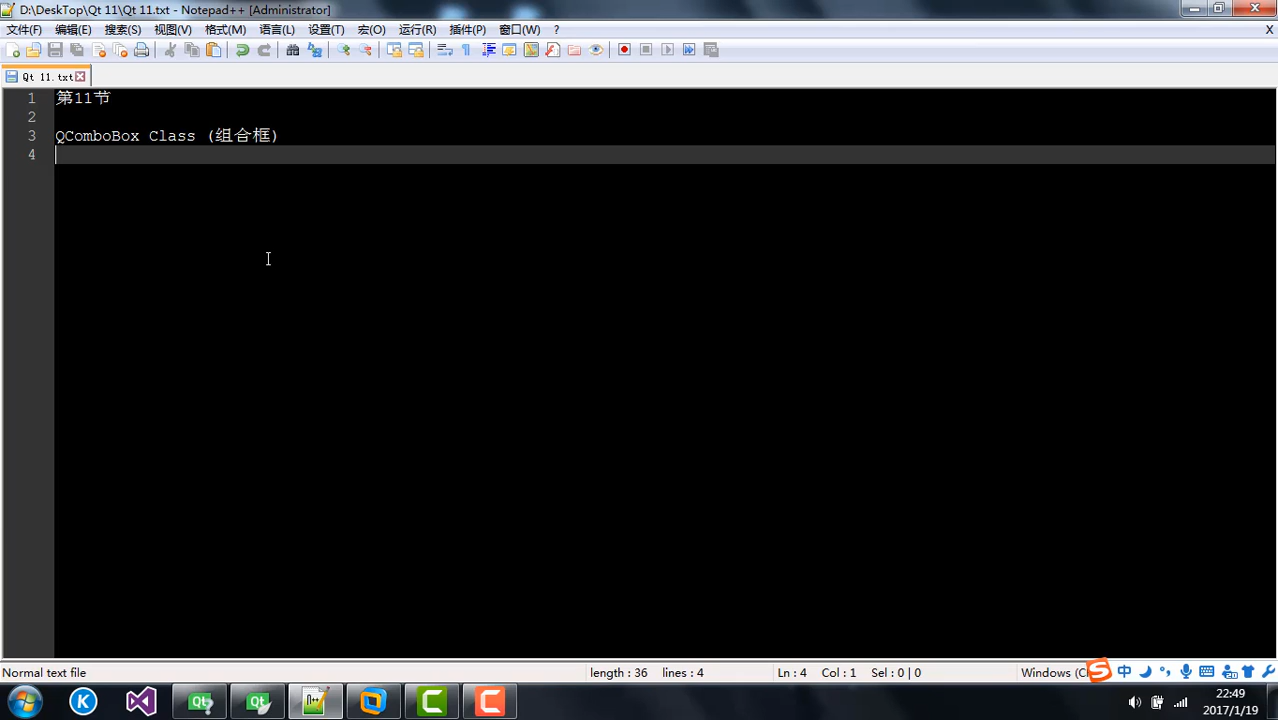 D:\DeskTop\Qt 11\Qt 11.txt - Notepad++ [Administrator]
文件(F) 编辑(E) 搜索(S) 视图(V) 格式(M) 语言(L) 设置(T) 宏(O) 运行(R) 插件(P) 窗口(W) ? X
Qt 11.txt
1 第11节
2
3 QComboBox Class (组合框)
4
Normal text file length : 36 lines : 4 Ln : 4 Col : 1 Sel : 0 | 0 Windows 中
22:49
2017/1/19